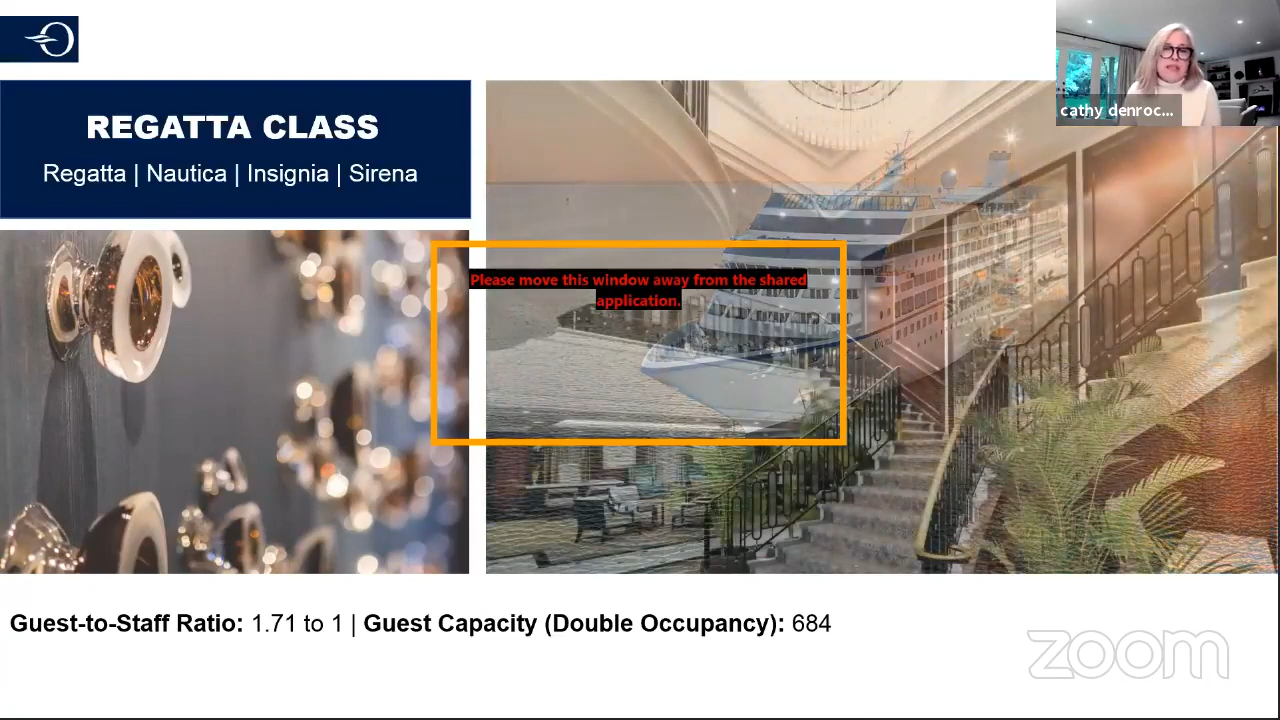 cathy denroc...
REGATTA CLASS
Regatta | Nautica | Insignia | Sirena
Please move this window away from the shared
application.
Guest-to-Staff Ratio: 1.71 to 1 | Guest Capacity (Double Occupancy): 684
zoom